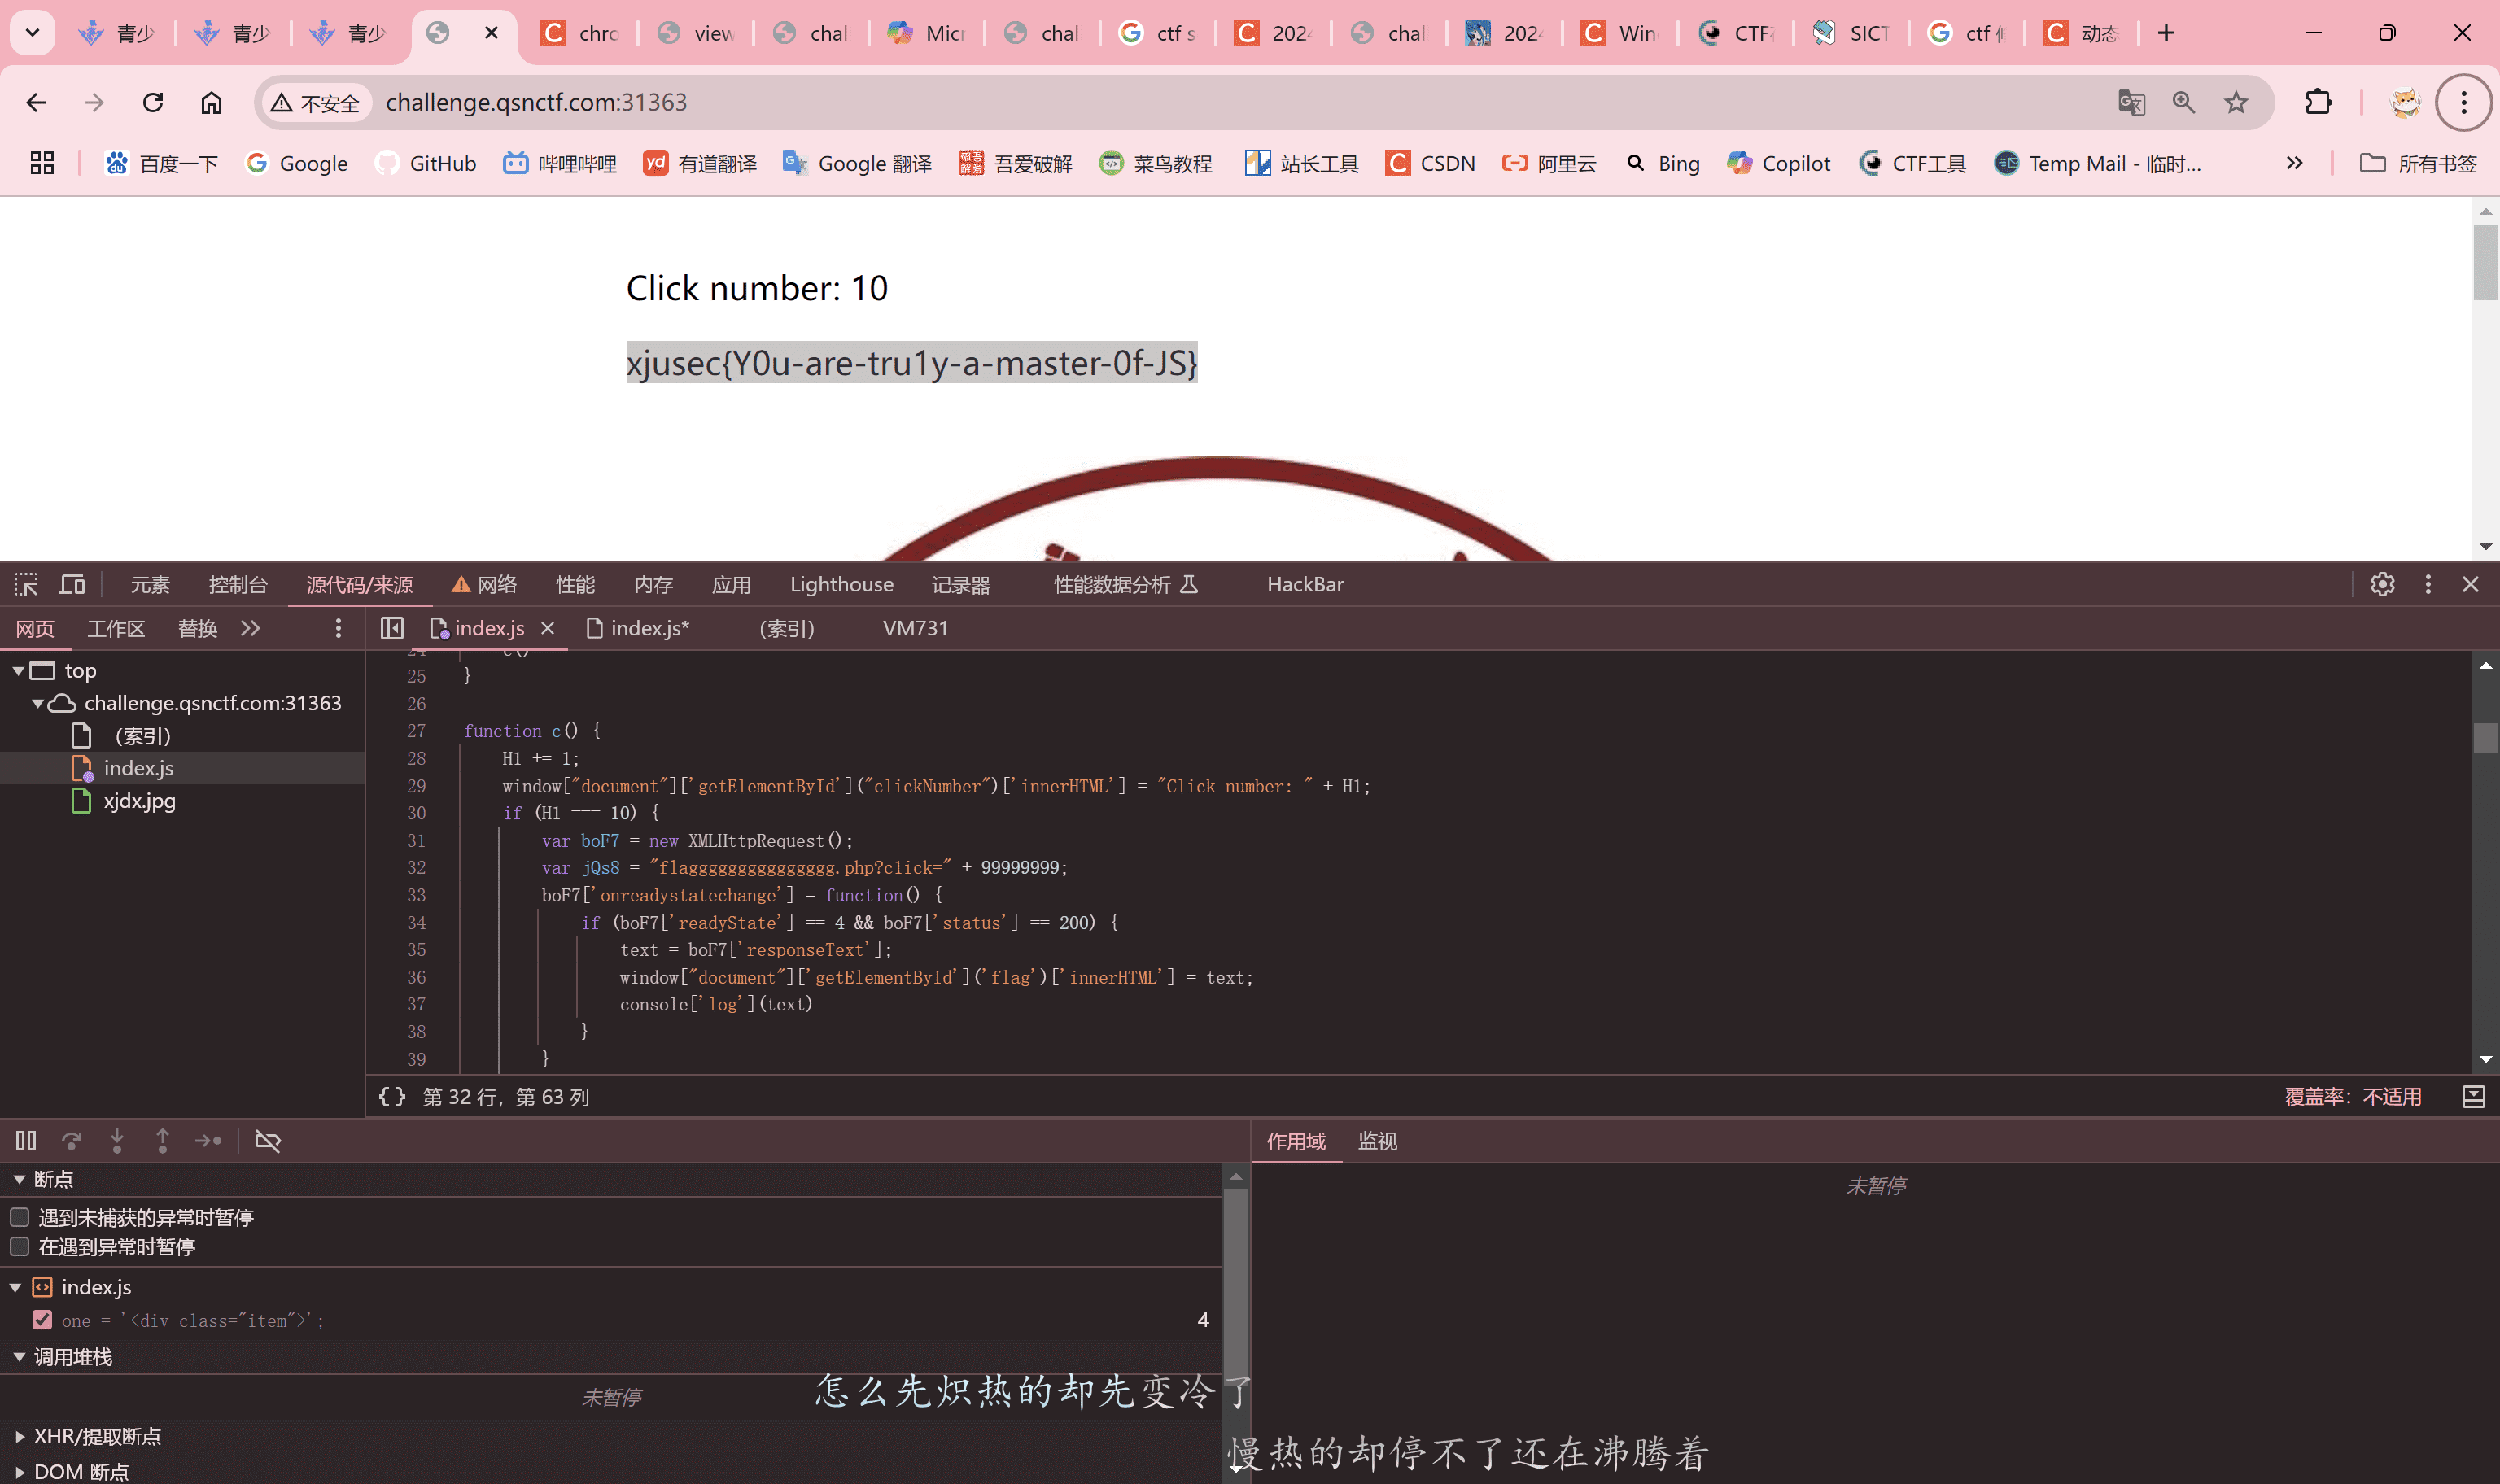 青少
青少
青少
chro
view
chal
Micr
chal
ctf s
2024
chal
2024
Win
CTF
SICT
ctf
动态
不安全 challenge.qsnctf.com:31363
百度一下 Google GitHub 哔哩哔哩 有道翻译 Google 翻译 吾爱破解 菜鸟教程 站长工具 CSDN 阿里云 Bing Copilot CTF工具 Temp Mail - 临时... 所有书签
Click number: 10
xjusec{Y0u-are-tru1y-a-master-0f-JS}
元素 控制台 源代码/来源 网络 性能 内存 应用 Lighthouse 记录器 性能数据分析 HackBar
网页 工作区 替换 index.js index.js* (索引) VM731
top
challenge.qsnctf.com:31363
(索引)
index.js
xjdx.jpg
24 c()
25 }
26
27 function c() {
28 H1 += 1;
29 window["document"]['getElementById']("clickNumber")['innerHTML'] = "Click number: " + H1;
30 if (H1 === 10) {
31 var boF7 = new XMLHttpRequest();
32 var jQs8 = "flagggggggggggggggg.php?click=" + 99999999;
33 boF7['onreadystatechange'] = function() {
34 if (boF7['readyState'] == 4 && boF7['status'] == 200) {
35 text = boF7['responseText'];
36 window["document"]['getElementById']('flag')['innerHTML'] = text;
37 console['log'](text)
38 }
39 }
{} 第 32 行，第 63 列 覆盖率：不适用
作用域 监视
断点
未暂停
遇到未捕获的异常时暂停
在遇到异常时暂停
index.js
one = '<div class="item">'; 4
调用堆栈
未暂停
怎么先炽热的却先变冷了
XHR/提取断点
慢热的却停不了还在沸腾着
DOM 断点